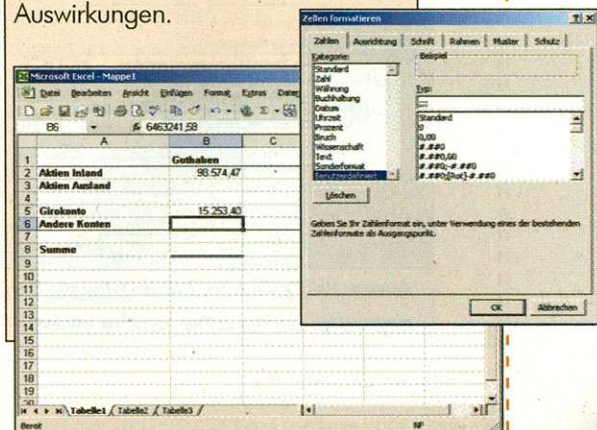 Auswirkungen.
Microsoft Excel - Mappe1
Datei Bearbeiten Ansicht Einfügen Format Extras
B6 6463241,58
A B C
1 Guthaben
2 Aktien Inland 98.574,47
3 Aktien Ausland
4
5 Girokonto 15.253,40
6 Andere Konten
7
8 Summe
9
10
11
12
13
14
15
16
17
18
19
20
Tabelle1 Tabelle2 Tabelle3
Bereit NF
Zellen formatieren
Zahlen Ausrichtung Schrift Rahmen Muster Schutz
Kategorie: Beispiel
Standard
Zahl
Währung
Buchhaltung
Datum
Uhrzeit
Prozent
Bruch
Wissenschaft
Text
Sonderformat
Benutzerdefiniert
Typ:
;;;
Standard
0
0,00
#.##0
#.##0,00
#.##0;-#.##0
#.##0;[Rot]-#.##0
Löschen
Geben Sie Ihr Zahlenformat ein, unter Verwendung eines der bestehenden
Zahlenformate als Ausgangspunkt.
OK Abbrechen